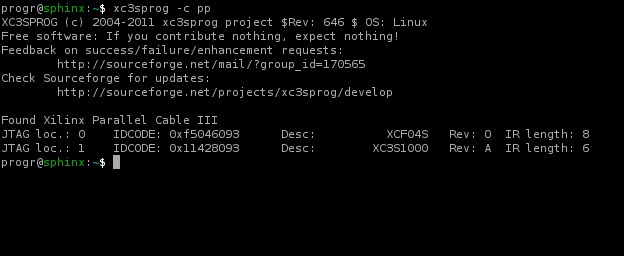 progr@sphinx:~$ xc3sprog -c pp
XC3SPROG (c) 2004-2011 xc3sprog project $Rev: 646 $ OS: Linux
Free software: If you contribute nothing, expect nothing!
Feedback on success/failure/enhancement requests:
        http://sourceforge.net/mail/?group_id=170565
Check Sourceforge for updates:
        http://sourceforge.net/projects/xc3sprog/develop

Found Xilinx Parallel Cable III
JTAG loc.: 0    IDCODE: 0xf5046093      Desc:          XCF04S   Rev: O  IR length: 8
JTAG loc.: 1    IDCODE: 0x11428093      Desc:        XC3S1000   Rev: A  IR length: 6
progr@sphinx:~$